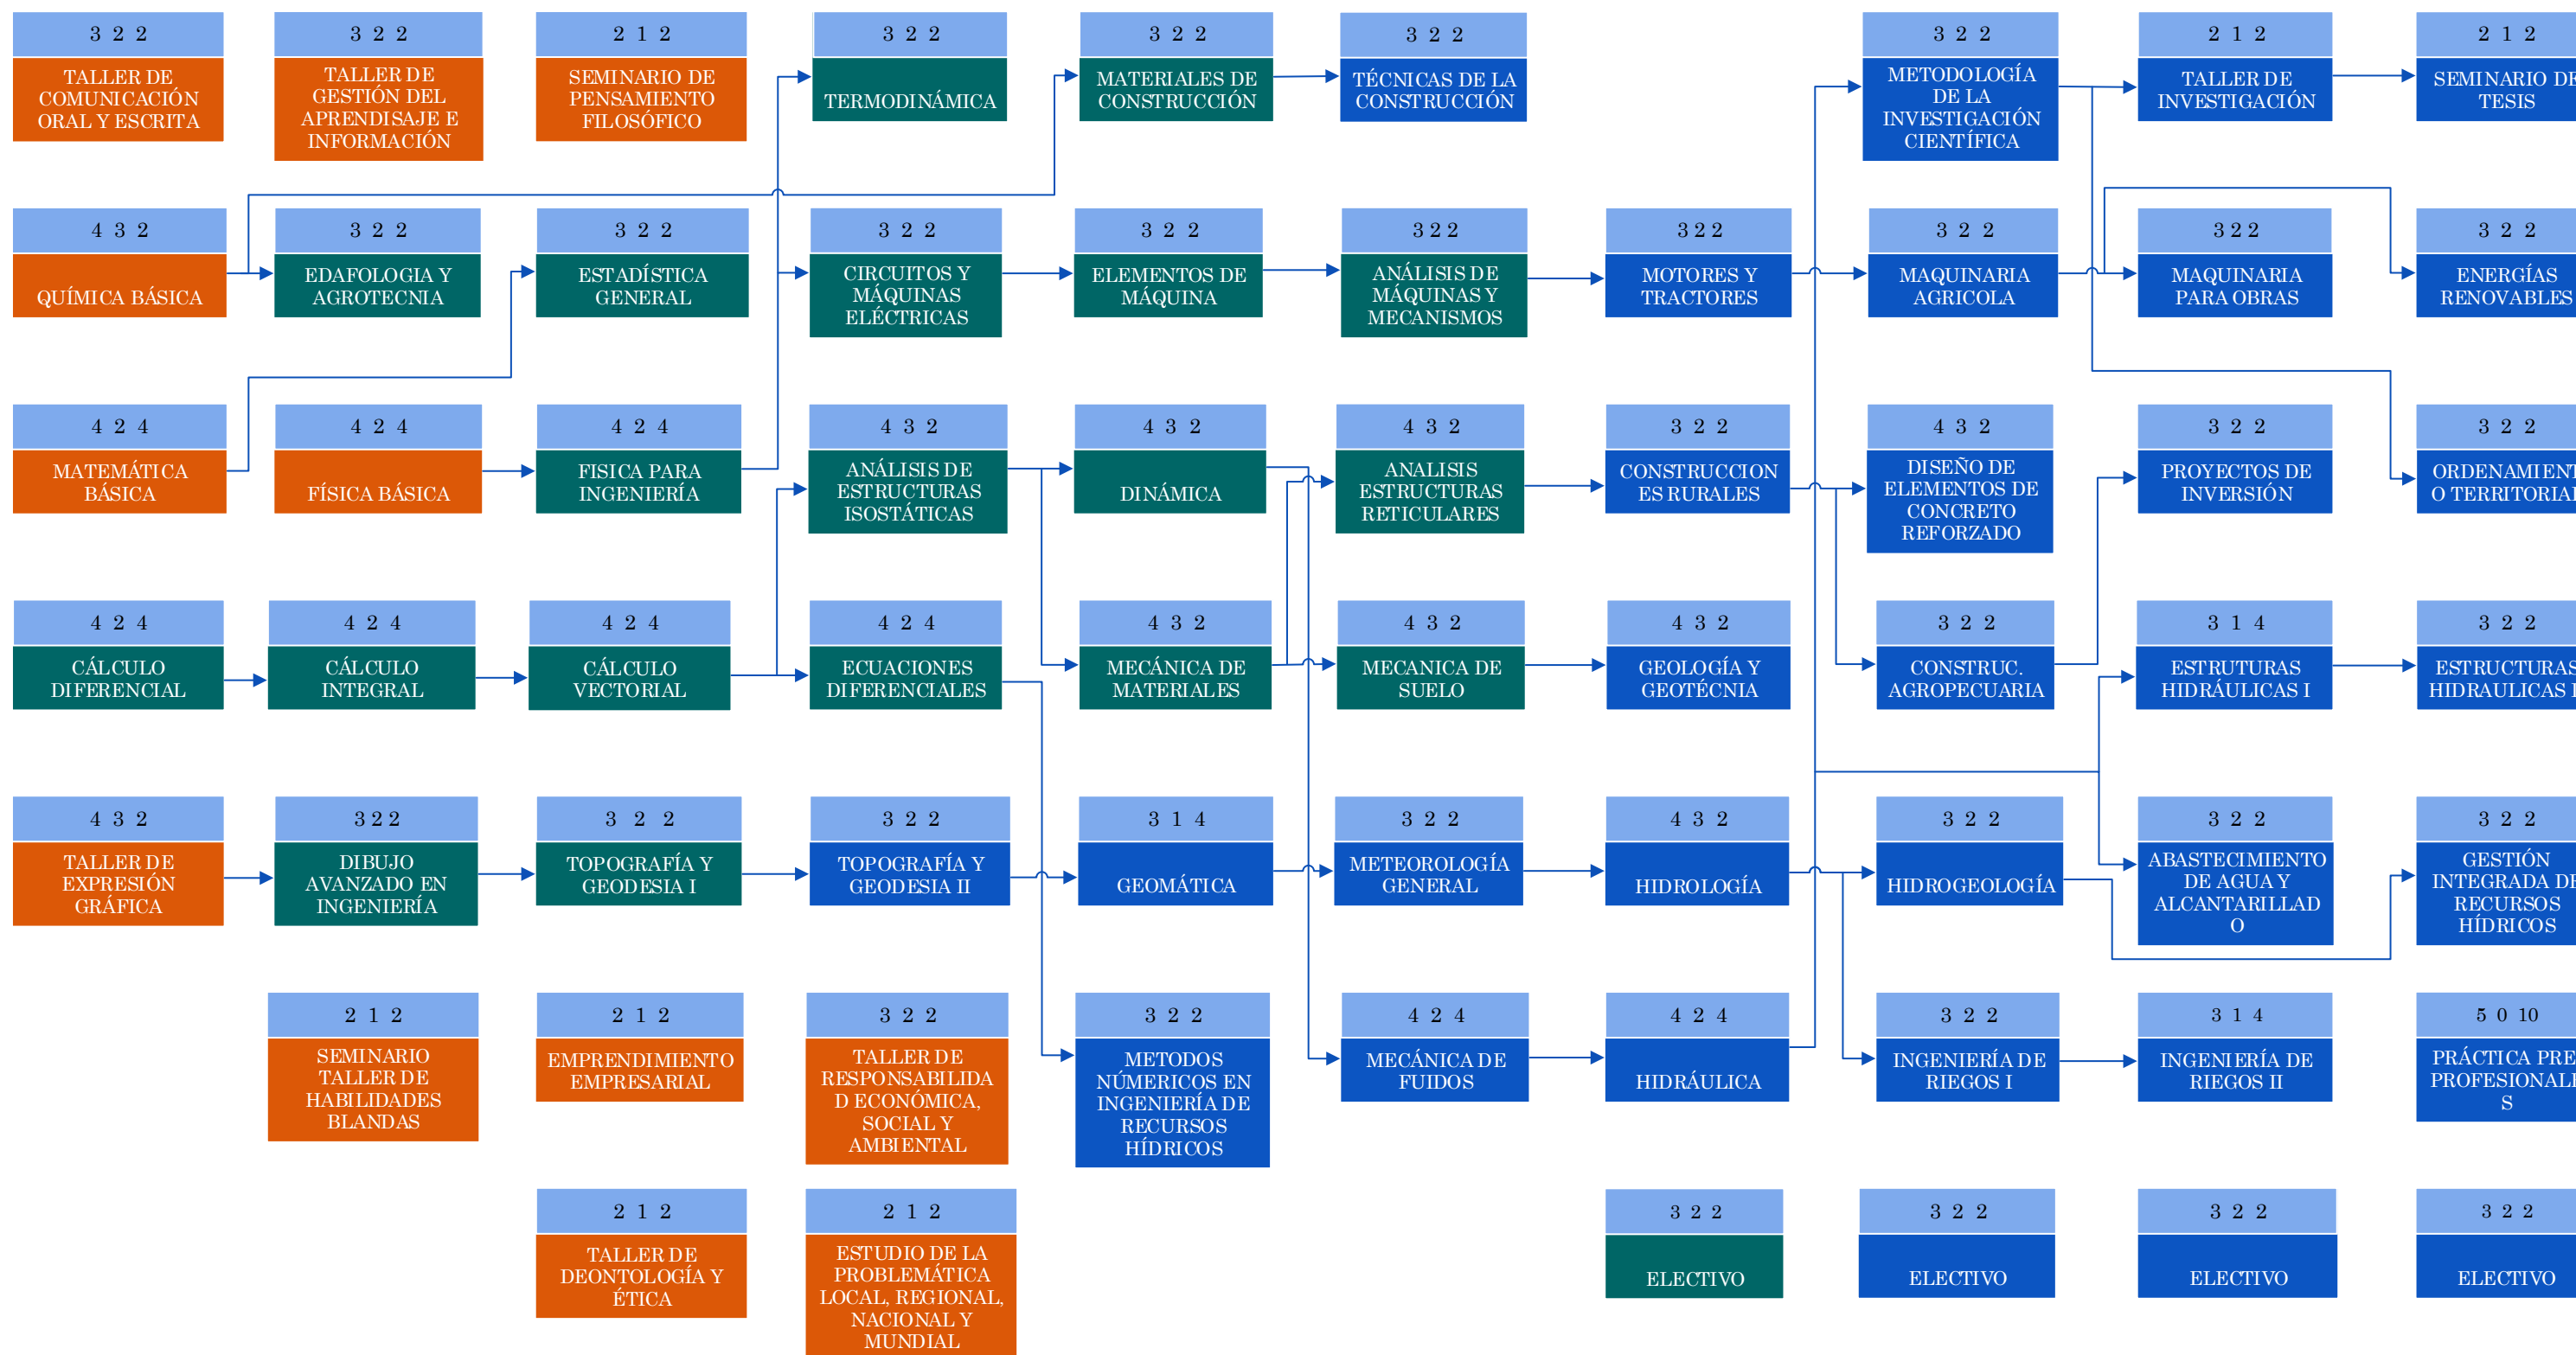 3 2 2
TALLER DE
COMUNICACIÓN
ORAL Y ESCRITA
3 2 2
TALLER DE
GESTIÓN DEL
APRENDISAJE E
INFORMACIÓN
2 1 2
SEMINARIO DE
PENSAMIENTO
FILOSÓFICO
3 2 2
TERMODINÁMICA
3 2 2
MATERIALES DE
CONSTRUCCIÓN
3 2 2
TÉCNICAS DE LA
CONSTRUCCIÓN
3 2 2
METODOLOGÍA
DE LA
INVESTIGACIÓN
CIENTÍFICA
2 1 2
TALLER DE
INVESTIGACIÓN
2 1 2
SEMINARIO DE
TESIS
4 3 2
QUÍMICA BÁSICA
3 2 2
EDAFOLOGIA Y
AGROTECNIA
3 2 2
ESTADÍSTICA
GENERAL
3 2 2
CIRCUITOS Y
MÁQUINAS
ELÉCTRICAS
3 2 2
ELEMENTOS DE
MÁQUINA
3 2 2
ANÁLISIS DE
MÁQUINAS Y
MECANISMOS
3 2 2
MOTORES Y
TRACTORES
3 2 2
MAQUINARIA
AGRICOLA
3 2 2
MAQUINARIA
PARA OBRAS
3 2 2
ENERGÍAS
RENOVABLES
4 2 4
MATEMÁTICA
BÁSICA
4 2 4
FÍSICA BÁSICA
4 2 4
FISICA PARA
INGENIERÍA
4 3 2
ANÁLISIS DE
ESTRUCTURAS
ISOSTÁTICAS
4 3 2
DINÁMICA
4 3 2
ANALISIS
ESTRUCTURAS
RETICULARES
3 2 2
CONSTRUCCION
ES RURALES
4 3 2
DISEÑO DE
ELEMENTOS DE
CONCRETO
REFORZADO
3 2 2
PROYECTOS DE
INVERSIÓN
3 2 2
ORDENAMIENT
O TERRITORIAL
4 2 4
CÁLCULO
DIFERENCIAL
4 2 4
CÁLCULO
INTEGRAL
4 2 4
CÁLCULO
VECTORIAL
4 2 4
ECUACIONES
DIFERENCIALES
4 3 2
MECÁNICA DE
MATERIALES
4 3 2
MECANICA DE
SUELO
4 3 2
GEOLOGÍA Y
GEOTÉCNIA
3 2 2
CONSTRUC.
AGROPECUARIA
3 1 4
ESTRUTURAS
HIDRÁULICAS I
3 2 2
ESTRUCTURAS
HIDRAULICAS I
4 3 2
TALLER DE
EXPRESIÓN
GRÁFICA
3 2 2
DIBUJO
AVANZADO EN
INGENIERÍA
3 2 2
TOPOGRAFÍA Y
GEODESIA I
3 2 2
TOPOGRAFÍA Y
GEODESIA II
3 1 4
GEOMÁTICA
3 2 2
METEOROLOGÍA
GENERAL
4 3 2
HIDROLOGÍA
3 2 2
HIDROGEOLOGÍA
3 2 2
ABASTECIMIENTO
DE AGUA Y
ALCANTARILLAD
O
3 2 2
GESTIÓN
INTEGRADA DE
RECURSOS
HÍDRICOS
2 1 2
SEMINARIO
TALLER DE
HABILIDADES
BLANDAS
2 1 2
EMPRENDIMIENTO
EMPRESARIAL
3 2 2
TALLER DE
RESPONSABILIDA
D ECONÓMICA,
SOCIAL Y
AMBIENTAL
3 2 2
METODOS
NÚMERICOS EN
INGENIERÍA DE
RECURSOS
HÍDRICOS
4 2 4
MECÁNICA DE
FUIDOS
4 2 4
HIDRÁULICA
3 2 2
INGENIERÍA DE
RIEGOS I
3 1 4
INGENIERÍA DE
RIEGOS II
5 0 10
PRÁCTICA PRE
PROFESIONALE
S
2 1 2
TALLER DE
DEONTOLOGÍA Y
ÉTICA
2 1 2
ESTUDIO DE LA
PROBLEMÁTICA
LOCAL, REGIONAL,
NACIONAL Y
MUNDIAL
3 2 2
ELECTIVO
3 2 2
ELECTIVO
3 2 2
ELECTIVO
3 2 2
ELECTIVO